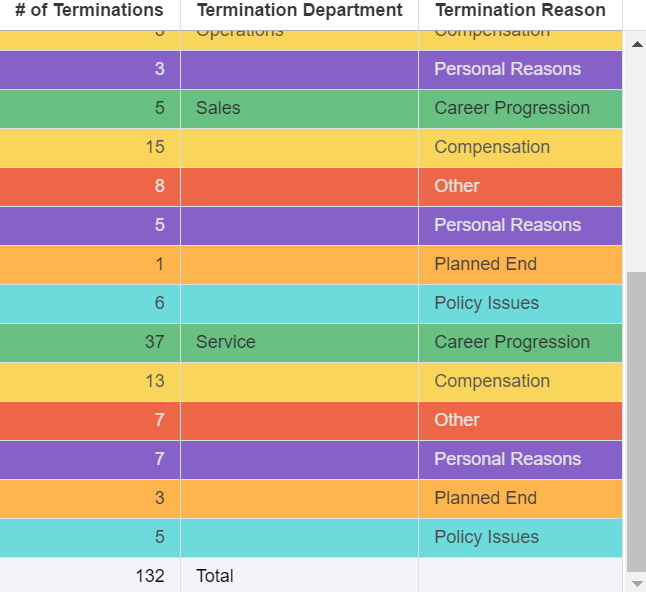 # of Terminations Termination Department Termination Reason
Operations Compensation
3 Personal Reasons
5 Sales Career Progression
15 Compensation
8 Other
5 Personal Reasons
1 Planned End
6 Policy Issues
37 Service Career Progression
13 Compensation
7 Other
7 Personal Reasons
3 Planned End
5 Policy Issues
132 Total